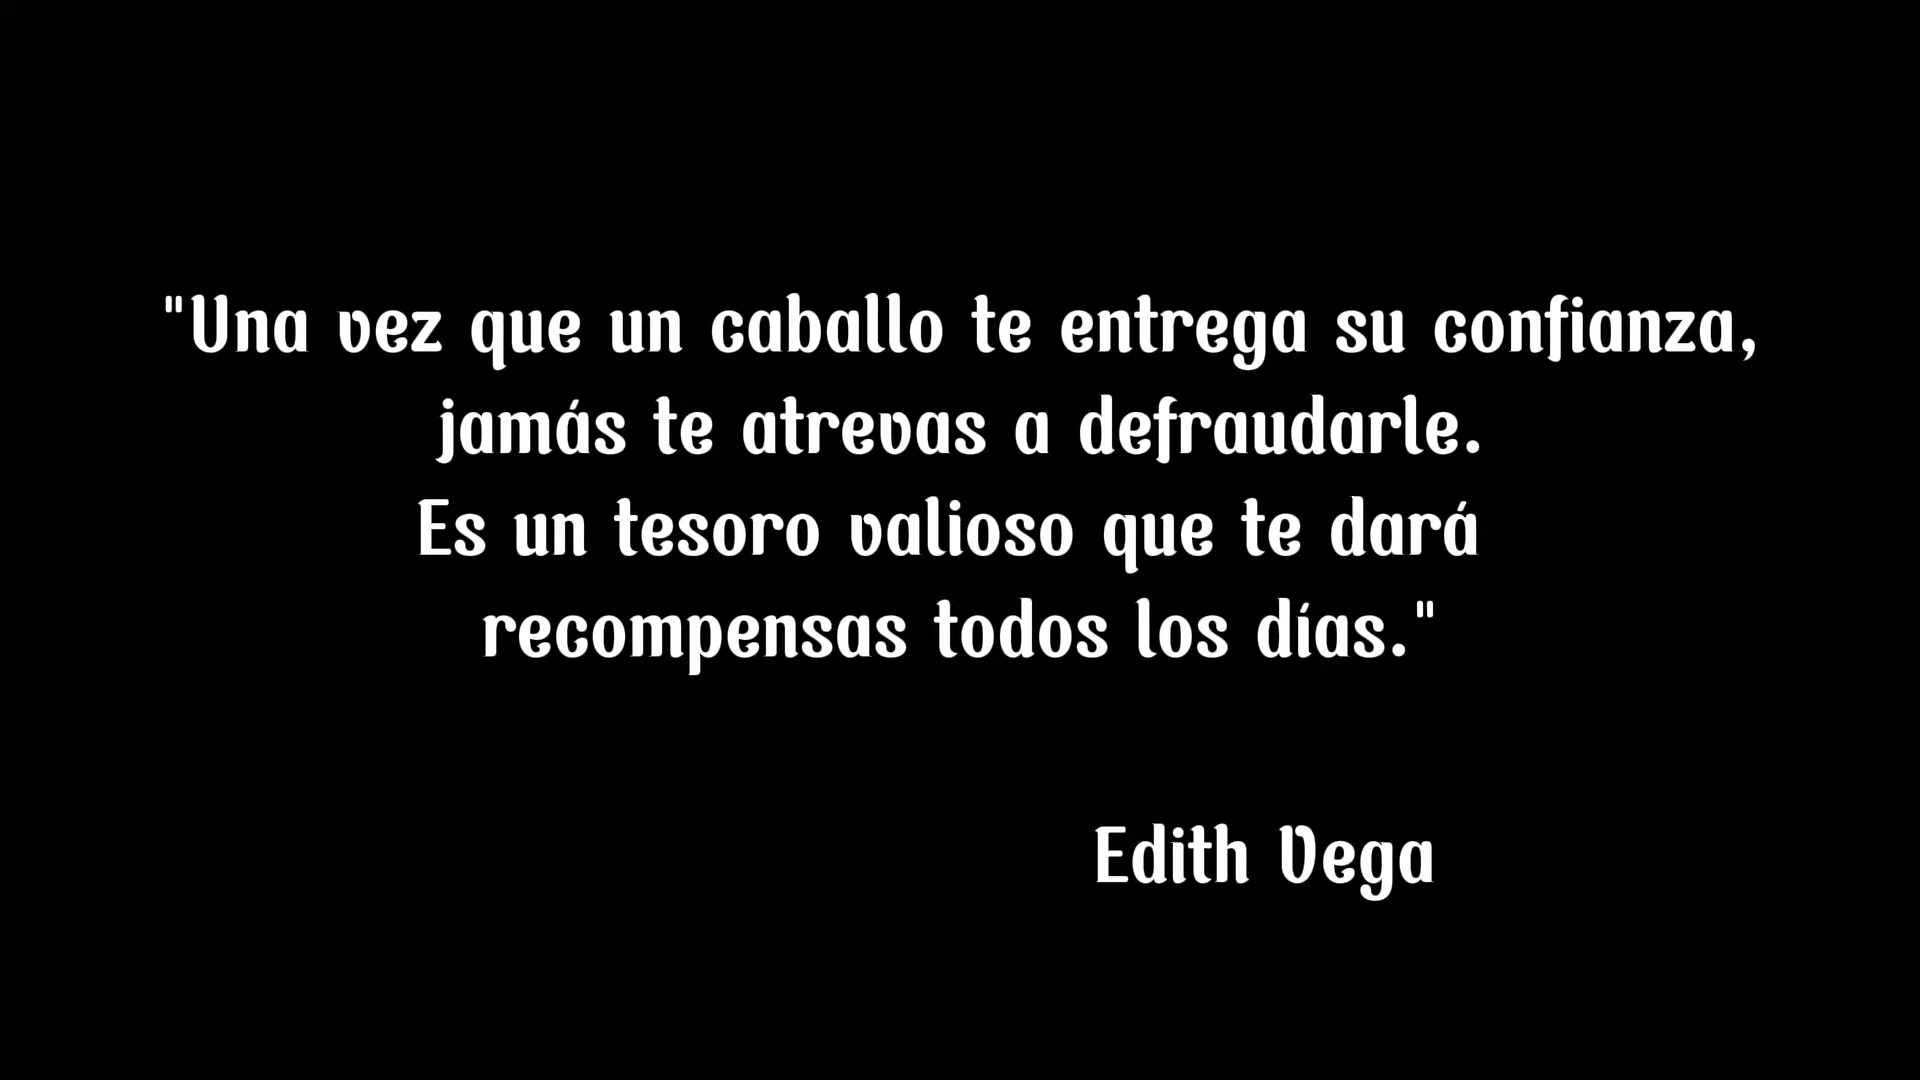 "Una vez que un caballo te entrega su confianza,
jamás te atrevas a defraudarle.
Es un tesoro valioso que te dará
recompensas todos los días."
Edith Vega